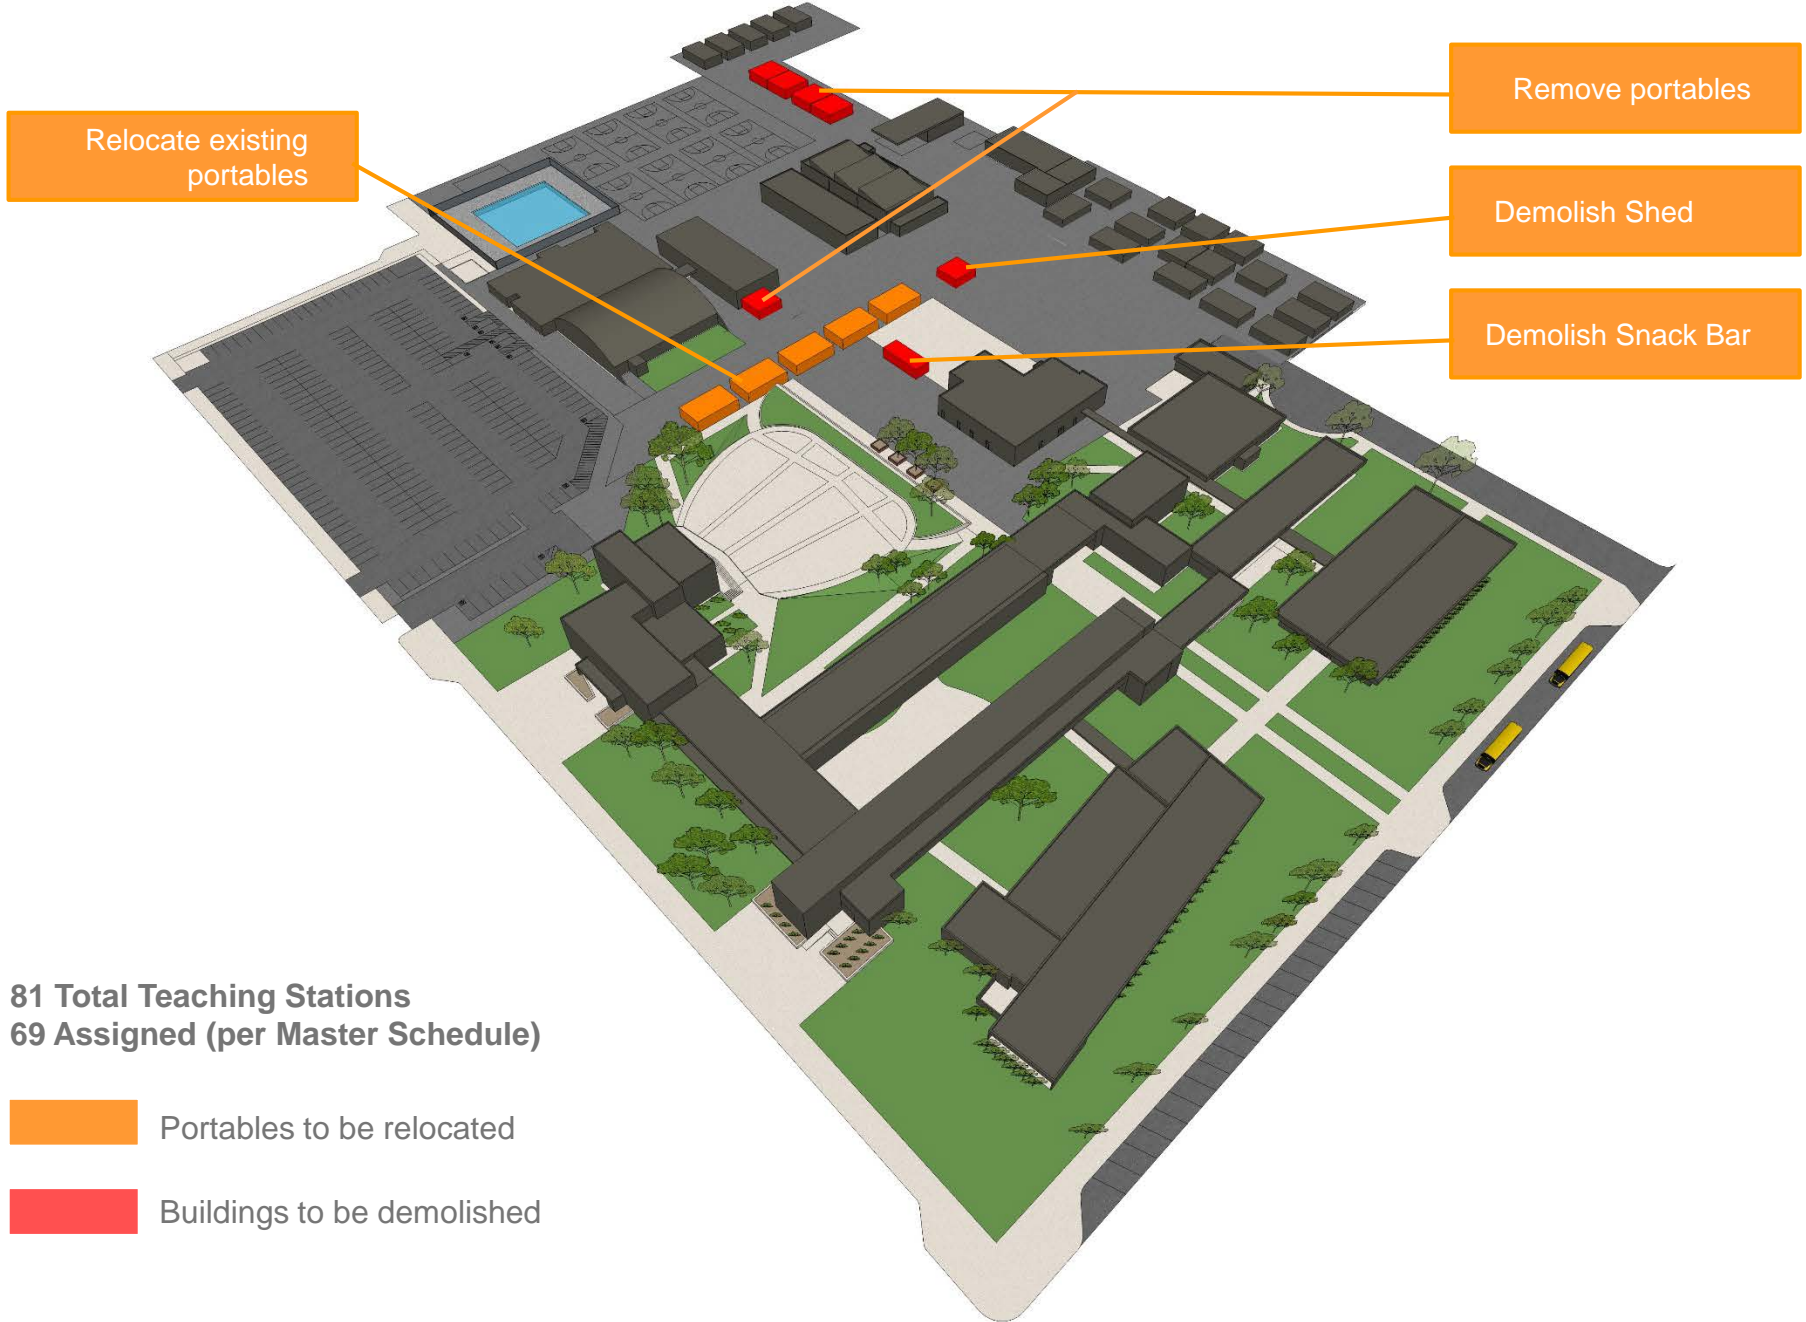 Remove portables
Relocate existing
portables
Demolish Shed
Demolish Snack Bar
81 Total Teaching Stations
69 Assigned (per Master Schedule)
Portables to be relocated
Buildings to be demolished